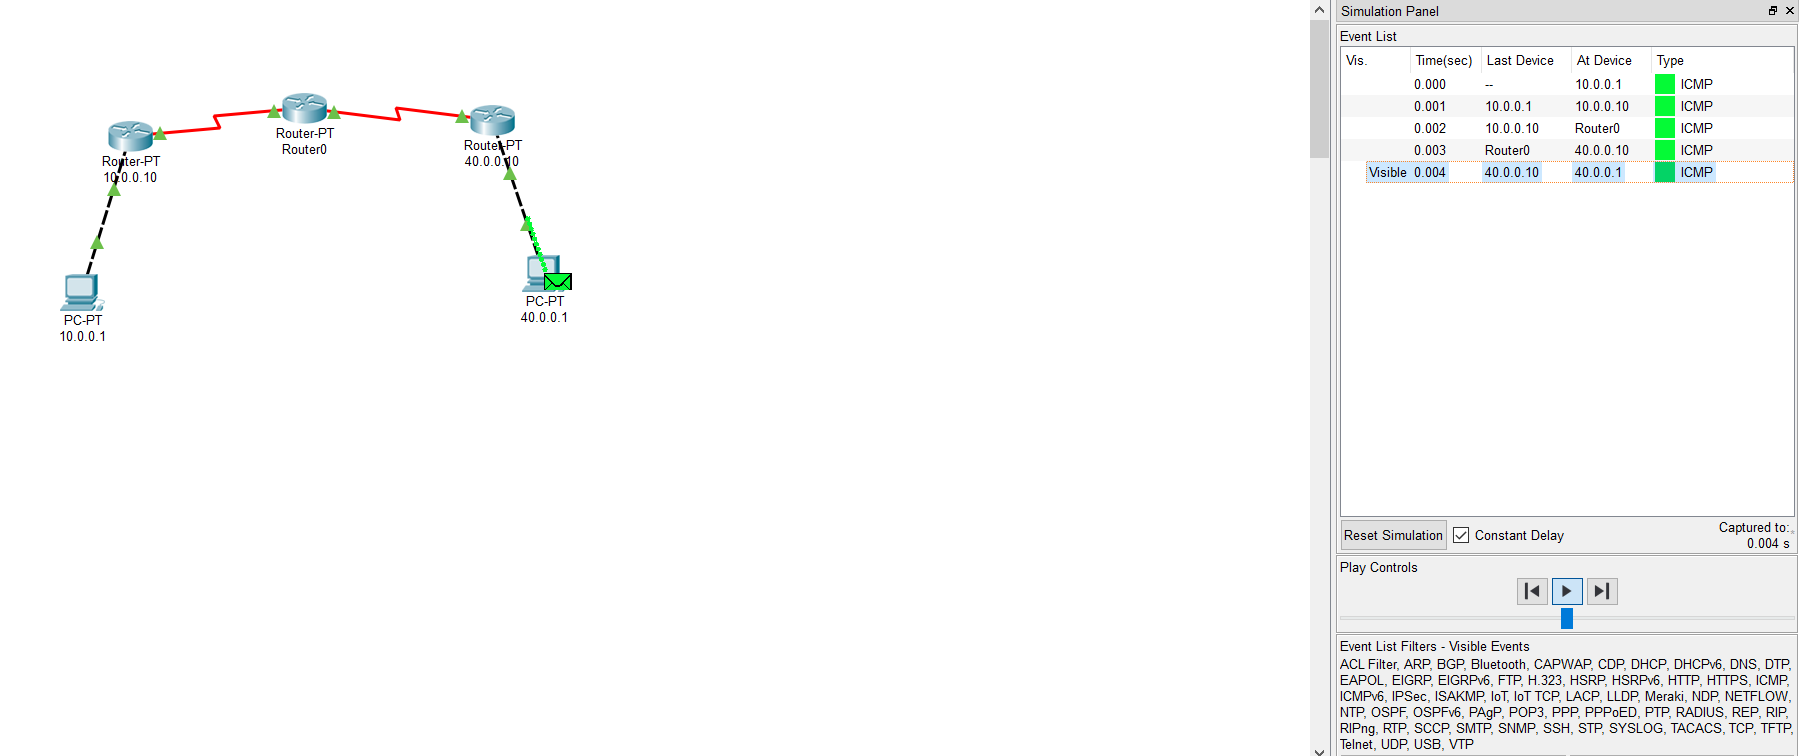 Router-PT
Router0
Router-PT
40.0.0.10
Router-PT
10.0.0.10
PC-PT
40.0.0.1
PC-PT
10.0.0.1
Simulation Panel
Event List
Vis. Time(sec) Last Device At Device Type
0.000 -- 10.0.0.1 ICMP
0.001 10.0.0.1 10.0.0.10 ICMP
0.002 10.0.0.10 Router0 ICMP
0.003 Router0 40.0.0.10 ICMP
Visible 0.004 40.0.0.10 40.0.0.1 ICMP
Reset Simulation Constant Delay
Captured to:
0.004 s
Play Controls
Event List Filters - Visible Events
ACL Filter, ARP, BGP, Bluetooth, CAPWAP, CDP, DHCP, DHCPv6, DNS, DTP,
EAPOL, EIGRP, EIGRPv6, FTP, H.323, HSRP, HSRPv6, HTTP, HTTPS, ICMP,
ICMPv6, IPSec, ISAKMP, IoT, IoT TCP, LACP, LLDP, Meraki, NDP, NETFLOW,
NTP, OSPF, OSPFv6, PAgP, POP3, PPP, PPPoED, PTP, RADIUS, REP, RIP,
RIPng, RTP, SCCP, SMTP, SNMP, SSH, STP, SYSLOG, TACACS, TCP, TFTP,
Telnet, UDP, USB, VTP